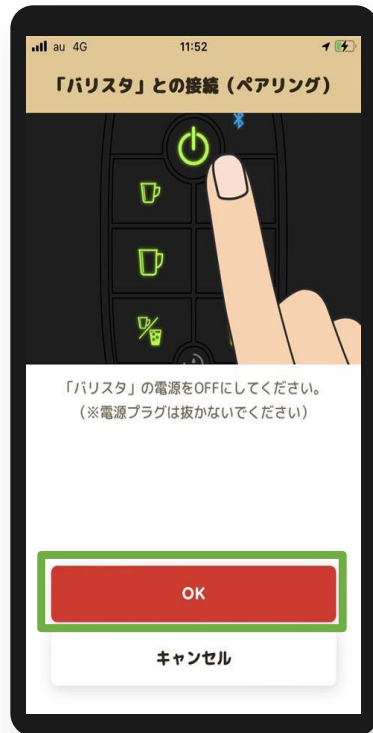 au 4G 11:52
「バリスタ」との接続（ペアリング）
「バリスタ」の電源をOFFにしてください。
（※電源プラグは抜かないでください）
OK
キャンセル